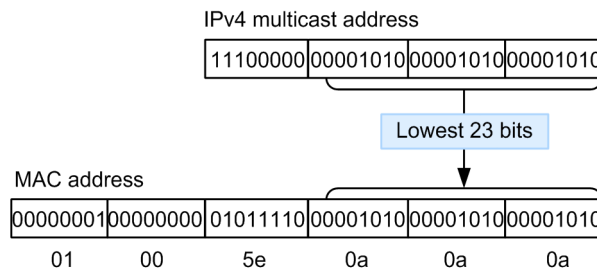 IPv4 multicast address
11100000 00001010 00001010 00001010
Lowest 23 bits
MAC address
00000001 00000000 01011110 00001010 00001010 00001010
01 00 5e 0a 0a 0a